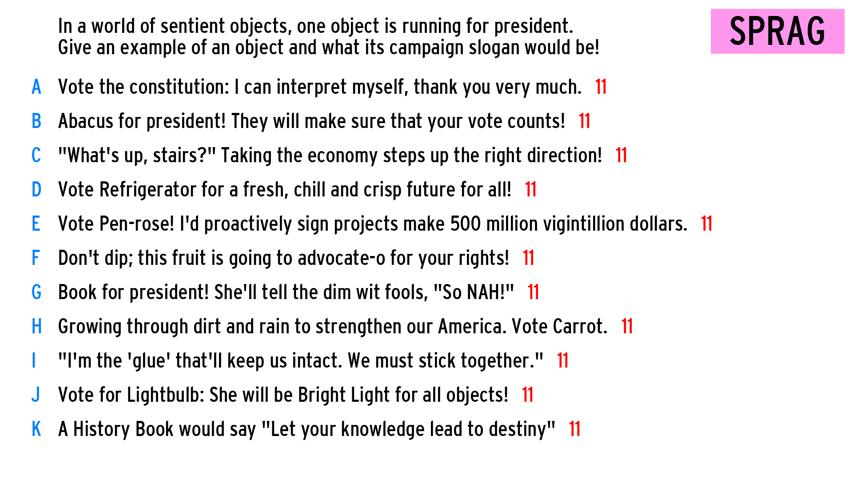 In a world of sentient objects, one object is running for president.
Give an example of an object and what its campaign slogan would be!
SPRAG
A Vote the constitution: I can interpret myself, thank you very much. 11
B Abacus for president! They will make sure that your vote counts! 11
C "What's up, stairs?" Taking the economy steps up the right direction! 11
D Vote Refrigerator for a fresh, chill and crisp future for all! 11
E Vote Pen-rose! I'd proactively sign projects make 500 million vigintillion dollars. 11
F Don't dip; this fruit is going to advocate-o for your rights! 11
G Book for president! She'll tell the dim wit fools, "So NAH!" 11
H Growing through dirt and rain to strengthen our America. Vote Carrot. 11
I "I'm the 'glue' that'll keep us intact. We must stick together." 11
J Vote for Lightbulb: She will be Bright Light for all objects! 11
K A History Book would say "Let your knowledge lead to destiny" 11